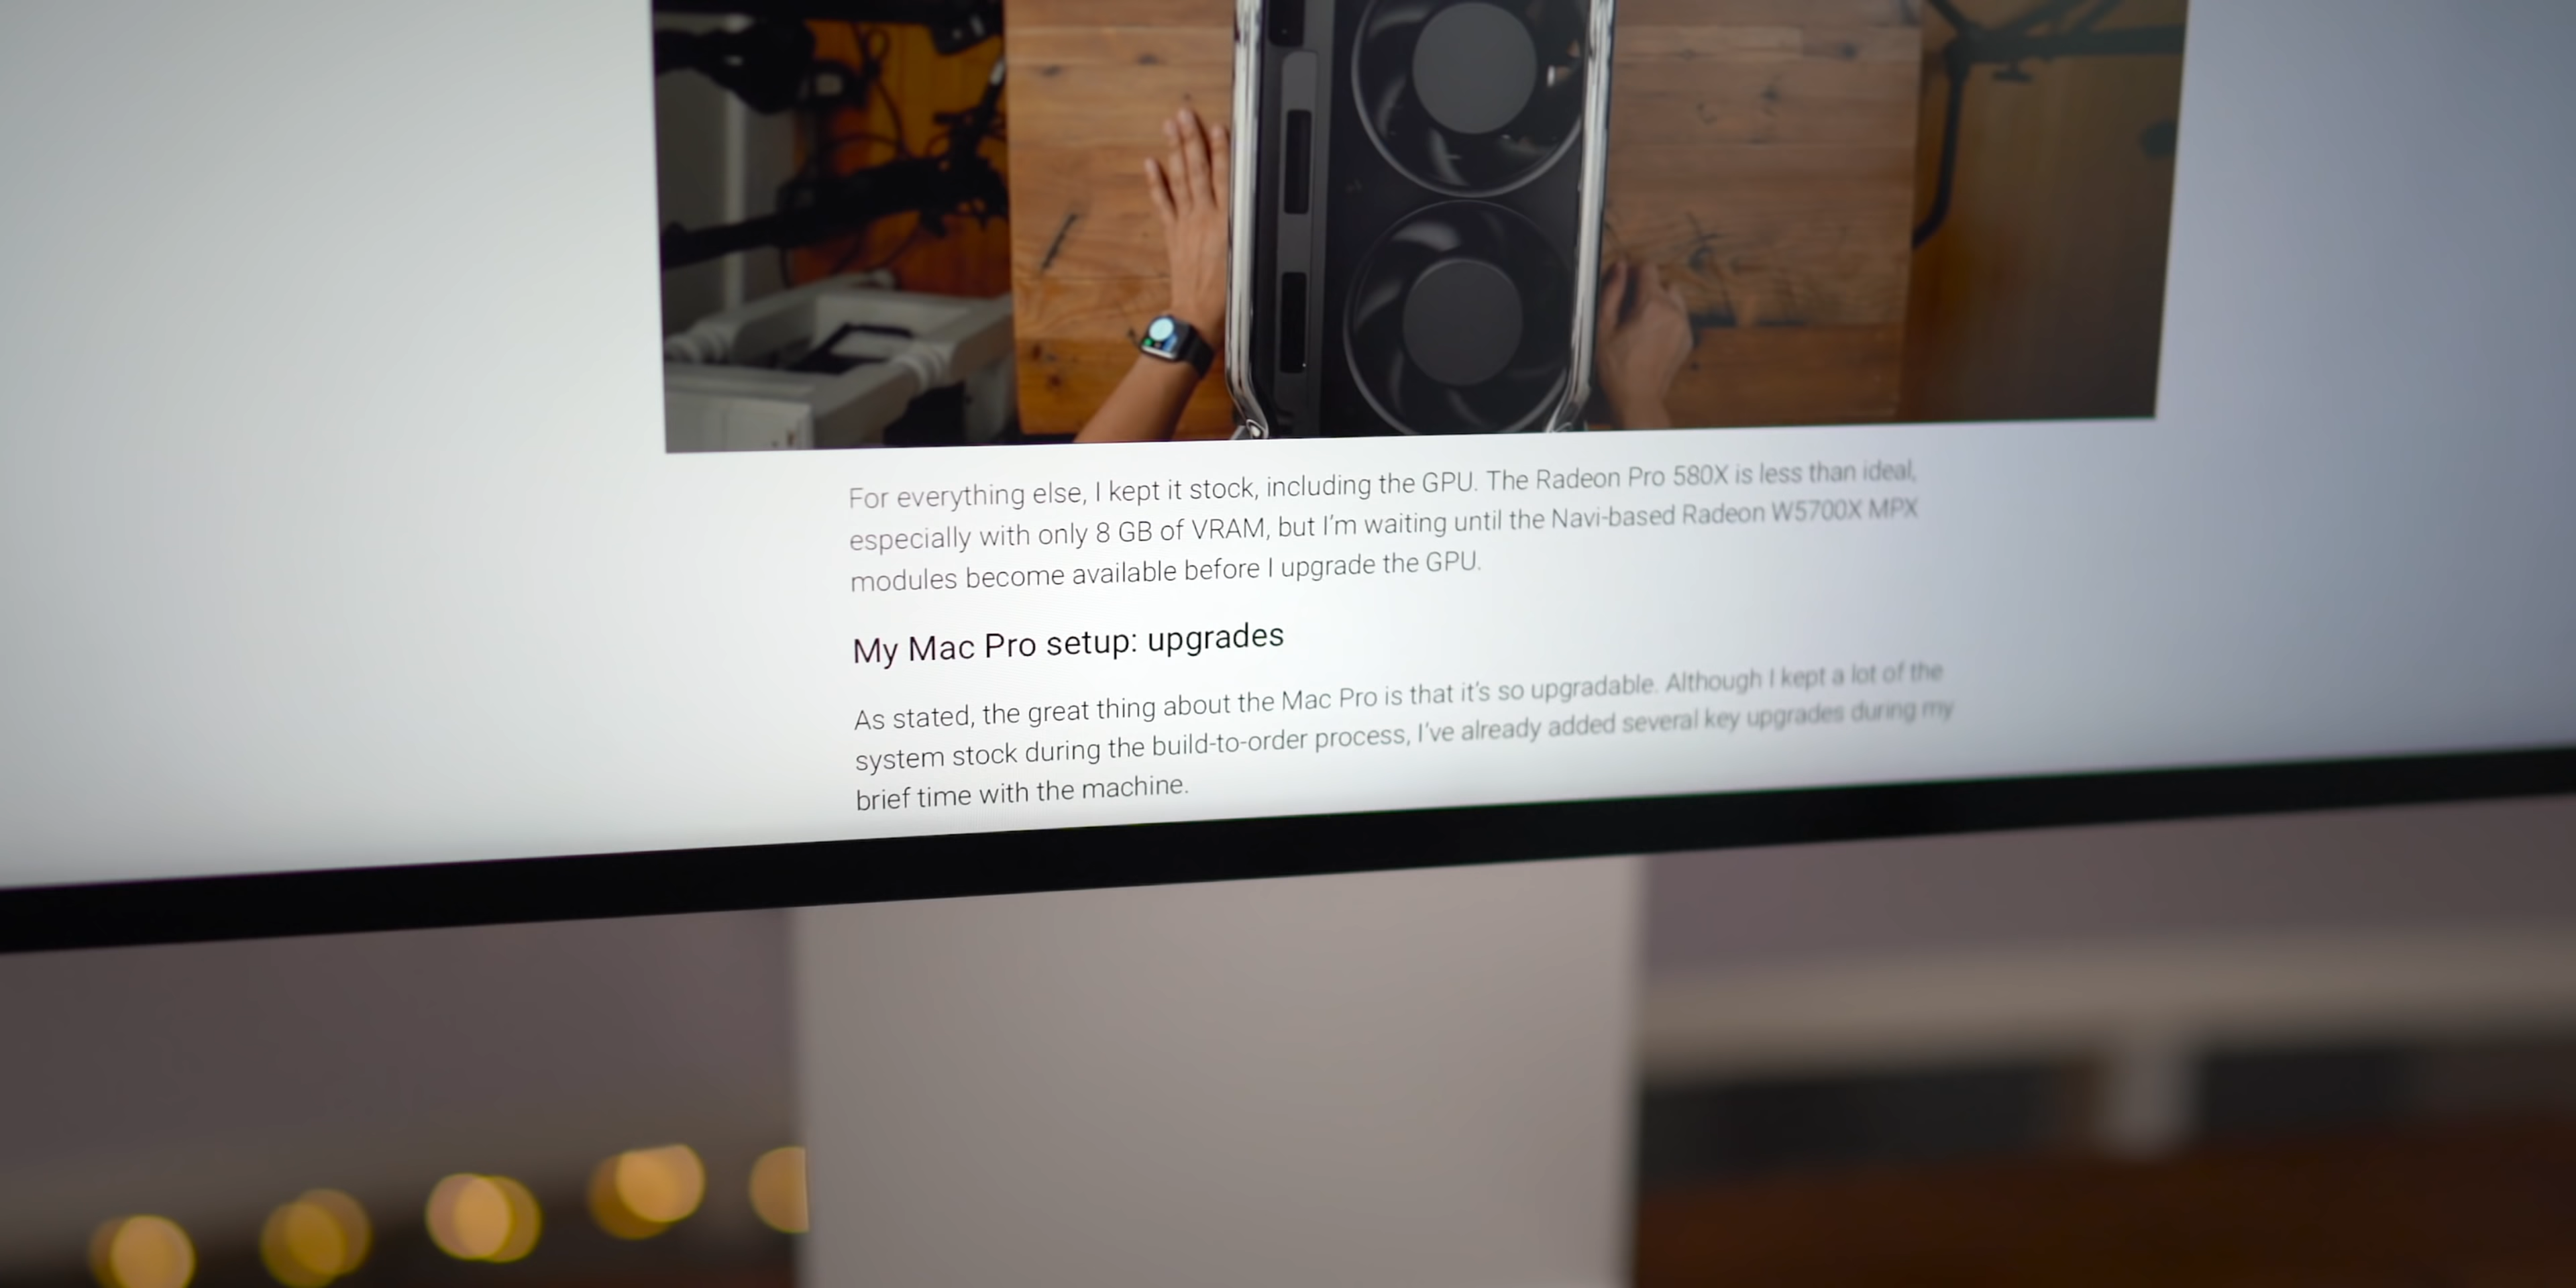 For everything else, I kept it stock, including the GPU. The Radeon Pro 580X is less than ideal,
especially with only 8 GB of VRAM, but I'm waiting until the Navi-based Radeon W5700X MPX
modules become available before I upgrade the GPU.
My Mac Pro setup: upgrades
As stated, the great thing about the Mac Pro is that it's so upgradable. Although I kept a lot of the
system stock during the build-to-order process, I've already added several key upgrades during my
brief time with the machine.